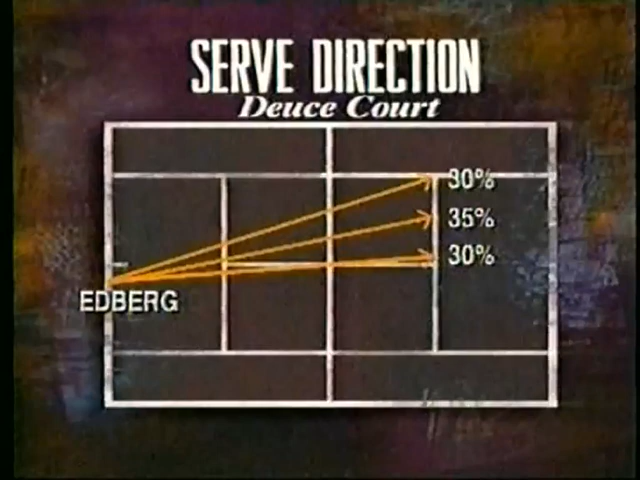 SERVE DIRECTION
Deuce Court
30%
35%
30%
EDBERG